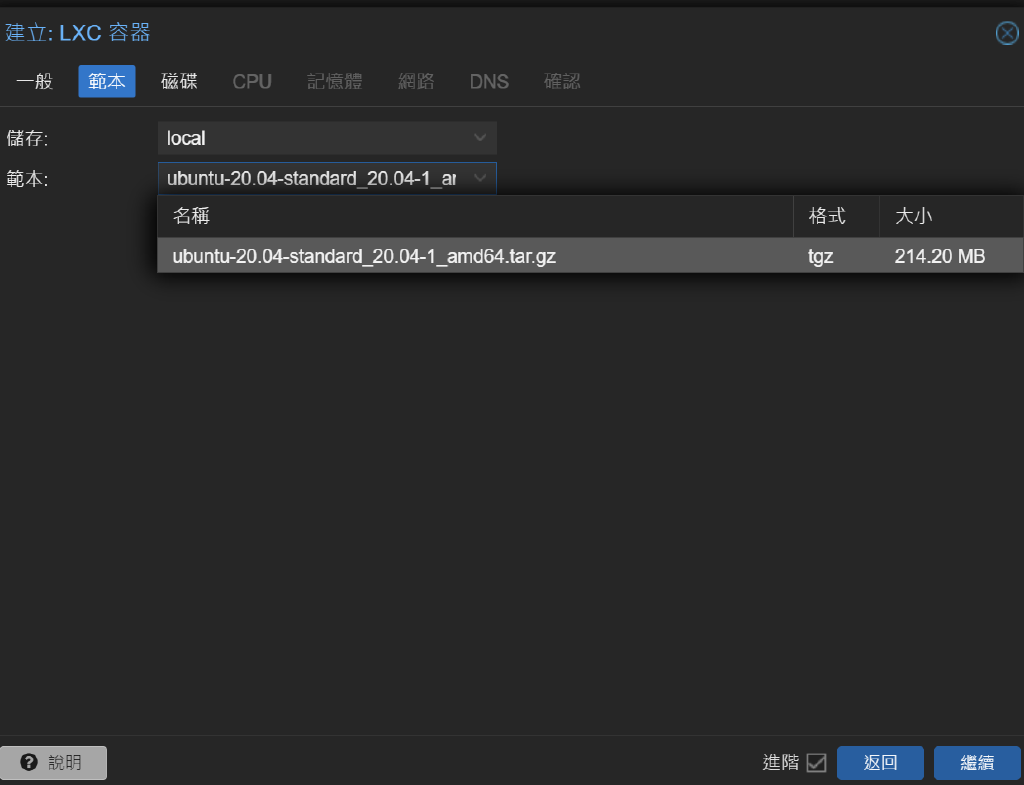 建立: LXC 容器
一般 範本 磁碟 CPU 記憶體 網路 DNS 確認
儲存: local
範本: ubuntu-20.04-standard_20.04-1_ar
名稱 格式 大小
ubuntu-20.04-standard_20.04-1_amd64.tar.gz tgz 214.20 MB
說明 進階 返回 繼續